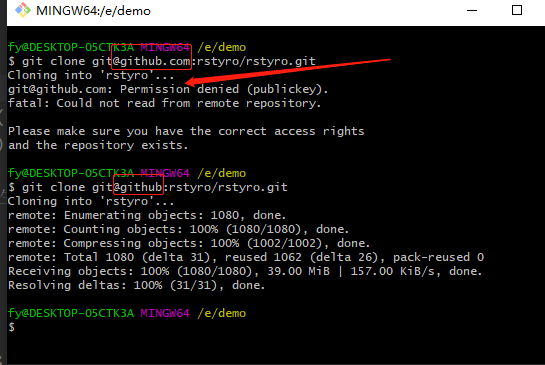 MINGW64:/e/demo
fy@DESKTOP-O5CTK3A MINGW64 /e/demo
$ git clone git@github.com:rstyro/rstyro.git
Cloning into 'rstyro'...
git@github.com: Permission denied (publickey).
fatal: Could not read from remote repository.
Please make sure you have the correct access rights
and the repository exists.
fy@DESKTOP-O5CTK3A MINGW64 /e/demo
$ git clone git@github:rstyro/rstyro.git
Cloning into 'rstyro'...
remote: Enumerating objects: 1080, done.
remote: Counting objects: 100% (1080/1080), done.
remote: Compressing objects: 100% (1002/1002), done.
remote: Total 1080 (delta 31), reused 1062 (delta 26), pack-reused 0
Receiving objects: 100% (1080/1080), 39.00 MiB | 157.00 KiB/s, done.
Resolving deltas: 100% (31/31), done.
fy@DESKTOP-O5CTK3A MINGW64 /e/demo
$